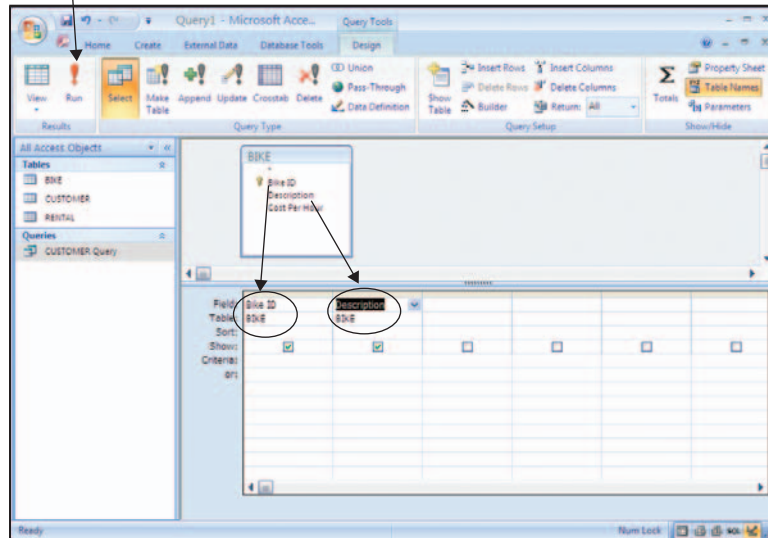 Query1 - Microsoft Acce... Query Tools
Home Create External Data Database Tools Design
View Run Select Make Table Append Update Crosstab Delete
Union
Pass-Through
Data Definition
Show Table
Insert Rows
Delete Rows
Builder
Insert Columns
Delete Columns
Return: All
Totals
Property Sheet
Table Names
Parameters
Results Query Type Query Setup Show/Hide
All Access Objects
Tables
BIKE
CUSTOMER
RENTAL
Queries
CUSTOMER Query
BIKE
*
Bike ID
Description
Cost Per Hour
Field: Bike ID Description
Table: BIKE BIKE
Sort:
Show:
Criteria:
or:
Ready Num Lock SQL